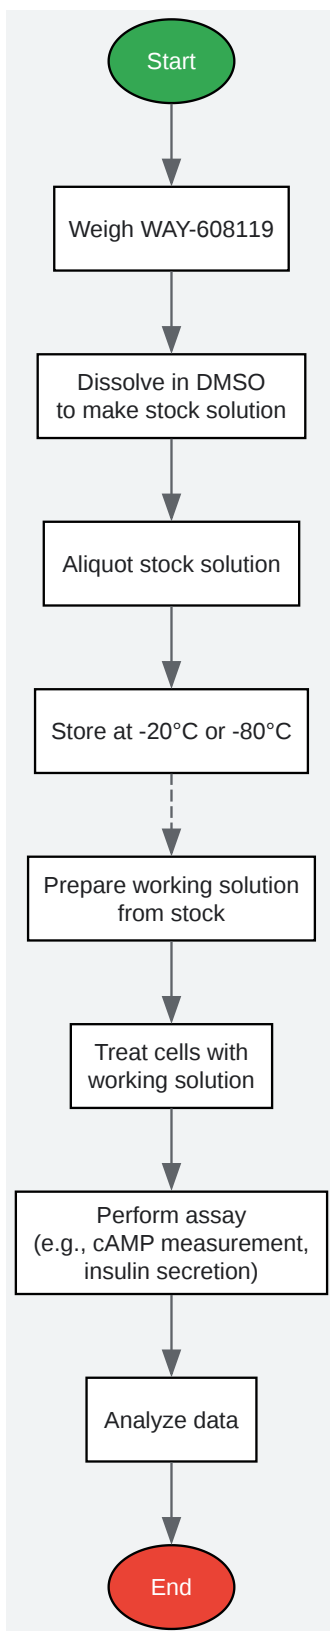 Start
Weigh WAY-608119
Dissolve in DMSO
to make stock solution
Aliquot stock solution
Store at -20°C or -80°C
Prepare working solution
from stock
Treat cells with
working solution
Perform assay
(e.g., cAMP measurement,
insulin secretion)
Analyze data
End